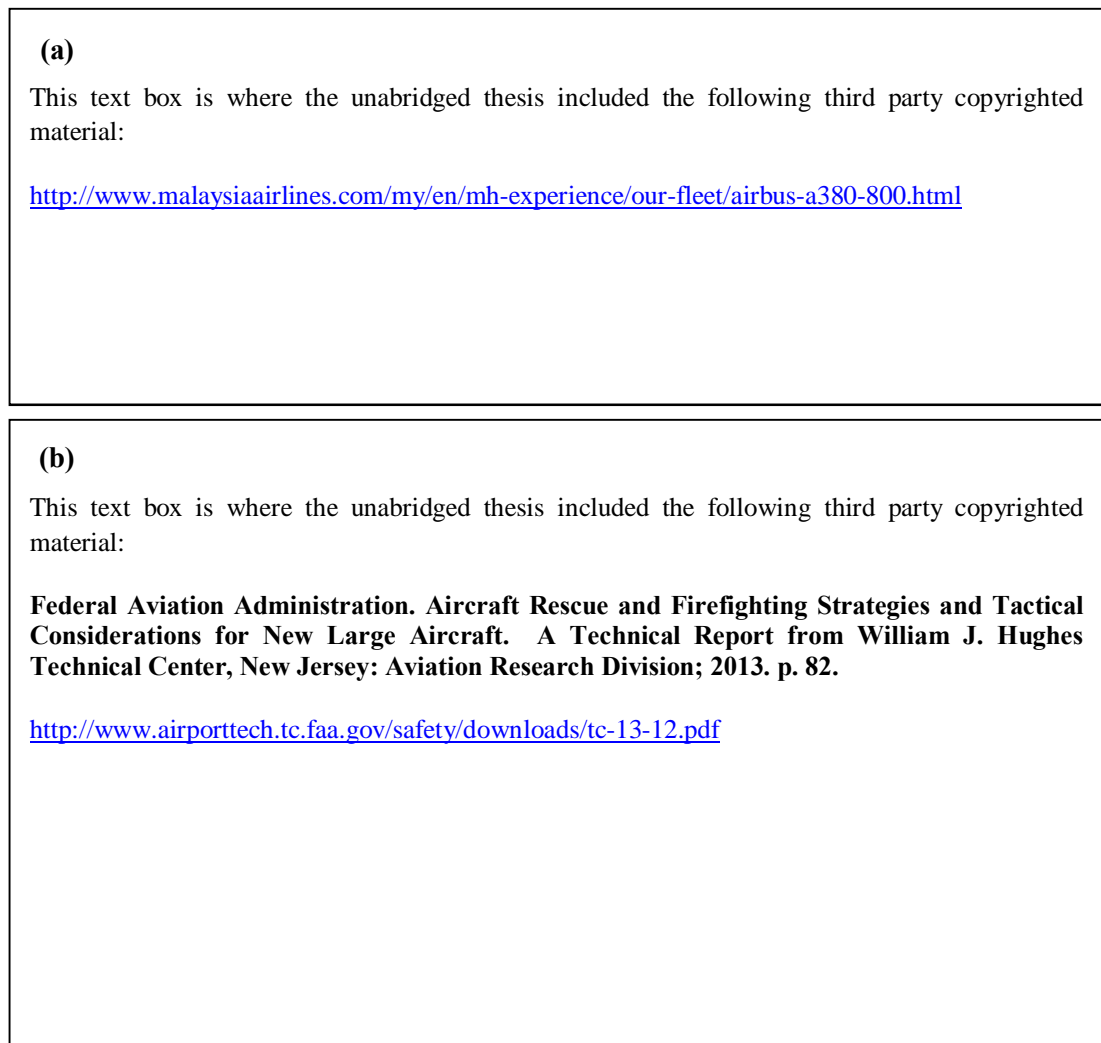 (a)
This text box is where the unabridged thesis included the following third party copyrighted
material:
http://www.malaysiaairlines.com/my/en/mh-experience/our-fleet/airbus-a380-800.html
(b)
This text box is where the unabridged thesis included the following third party copyrighted
material:
Federal Aviation Administration. Aircraft Rescue and Firefighting Strategies and Tactical
Considerations for New Large Aircraft. A Technical Report from William J. Hughes
Technical Center, New Jersey: Aviation Research Division; 2013. p. 82.
http://www.airporttech.tc.faa.gov/safety/downloads/tc-13-12.pdf